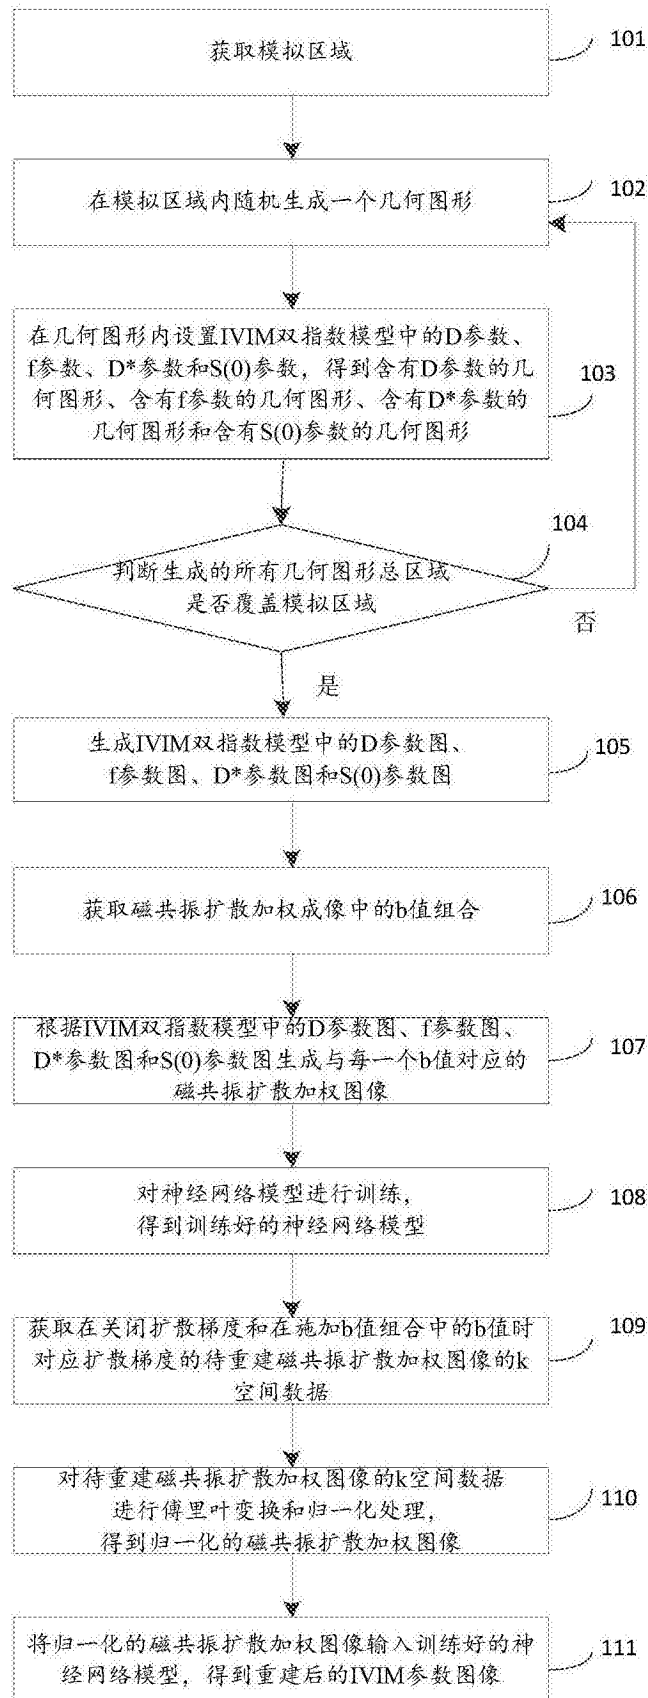 获取模拟区域
101
在模拟区域内随机生成一个几何图形
102
在几何图形内设置IVIM双指数模型中的D参数、
f参数、D*参数和S(0)参数，得到含有D参数的几
何图形、含有f参数的几何图形、含有D*参数的
几何图形和含有S(0)参数的几何图形
103
判断生成的所有几何图形总区域
是否覆盖模拟区域
104
否
是
生成IVIM双指数模型中的D参数图、
f参数图、D*参数图和S(0)参数图
105
获取磁共振扩散加权成像中的b值组合
106
根据IVIM双指数模型中的D参数图、f参数图、
D*参数图和S(0)参数图生成与每一个b值对应的
磁共振扩散加权图像
107
对神经网络模型进行训练，
得到训练好的神经网络模型
108
获取在关闭扩散梯度和在施加b值组合中的b值时
对应扩散梯度的待重建磁共振扩散加权图像的k
空间数据
109
对待重建磁共振扩散加权图像的k空间数据
进行傅里叶变换和归一化处理，
得到归一化的磁共振扩散加权图像
110
将归一化的磁共振扩散加权图像输入训练好的神
经网络模型，得到重建后的IVIM参数图像
111